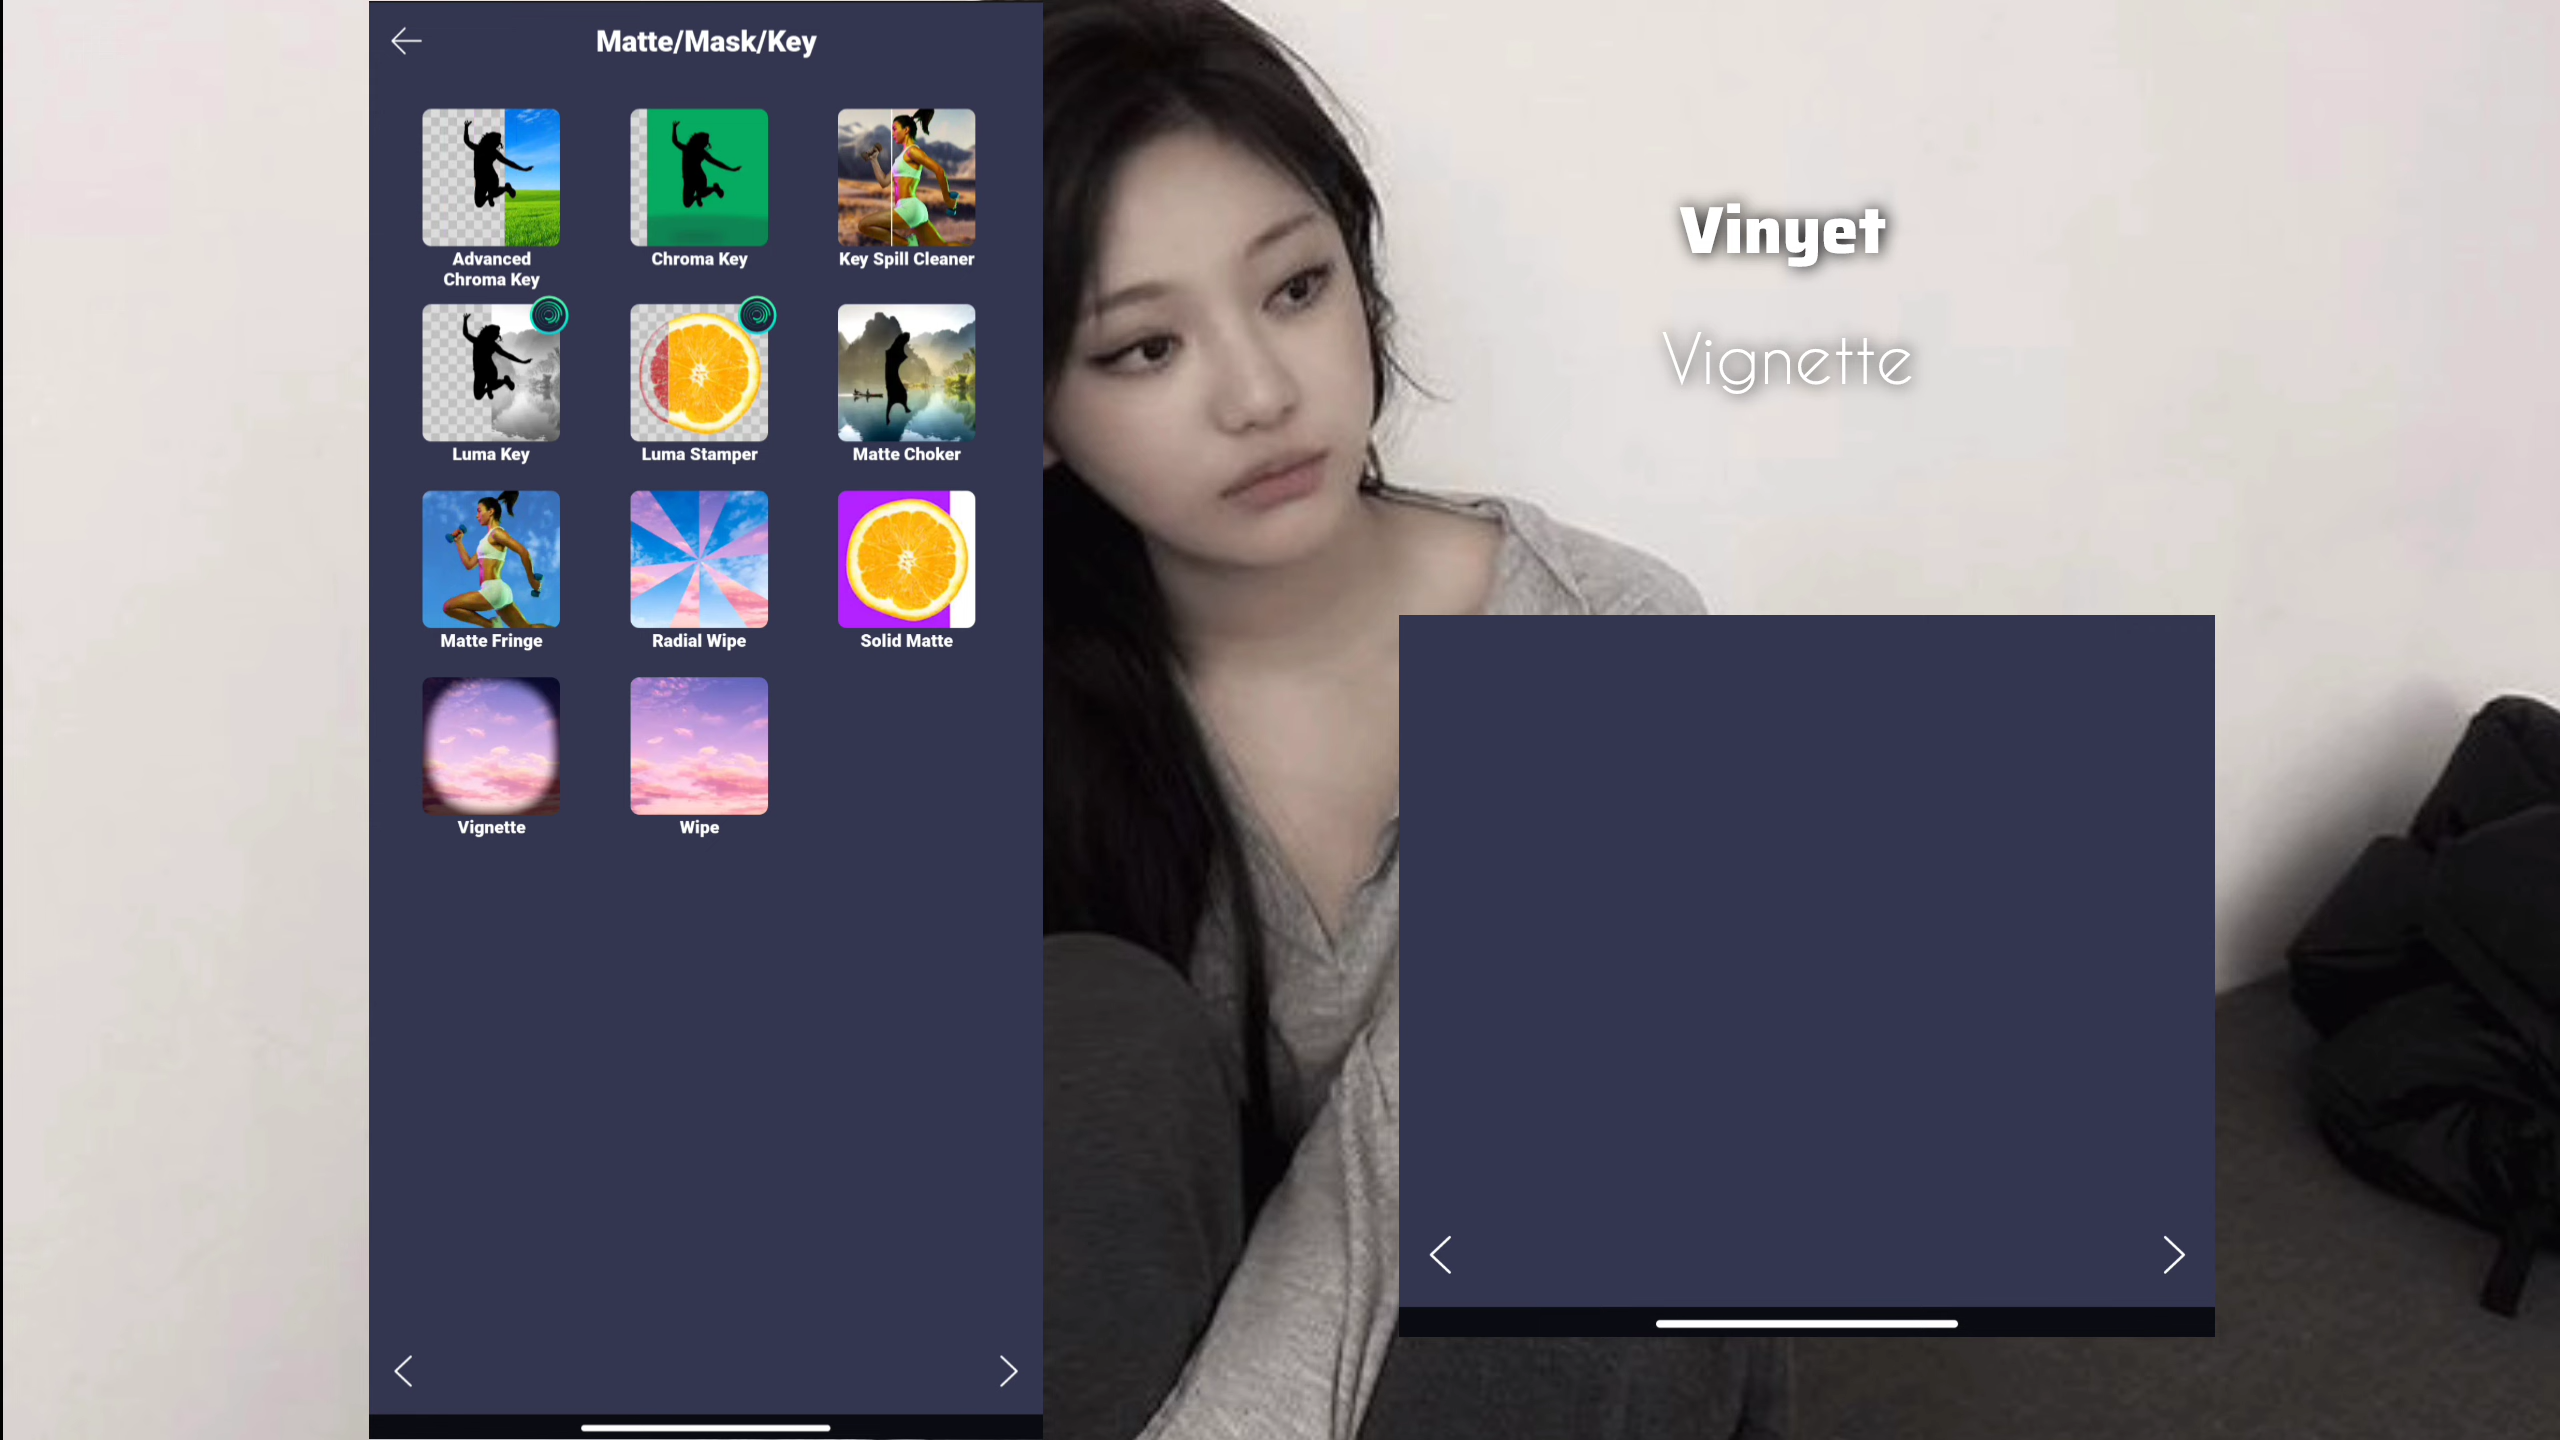 Matte/Mask/Key
Advanced
Chroma Key
Chroma Key
Key Spill Cleaner
Luma Key
Luma Stamper
Matte Choker
Matte Fringe
Radial Wipe
Solid Matte
Vignette
Wipe
Vinyet
Vignette